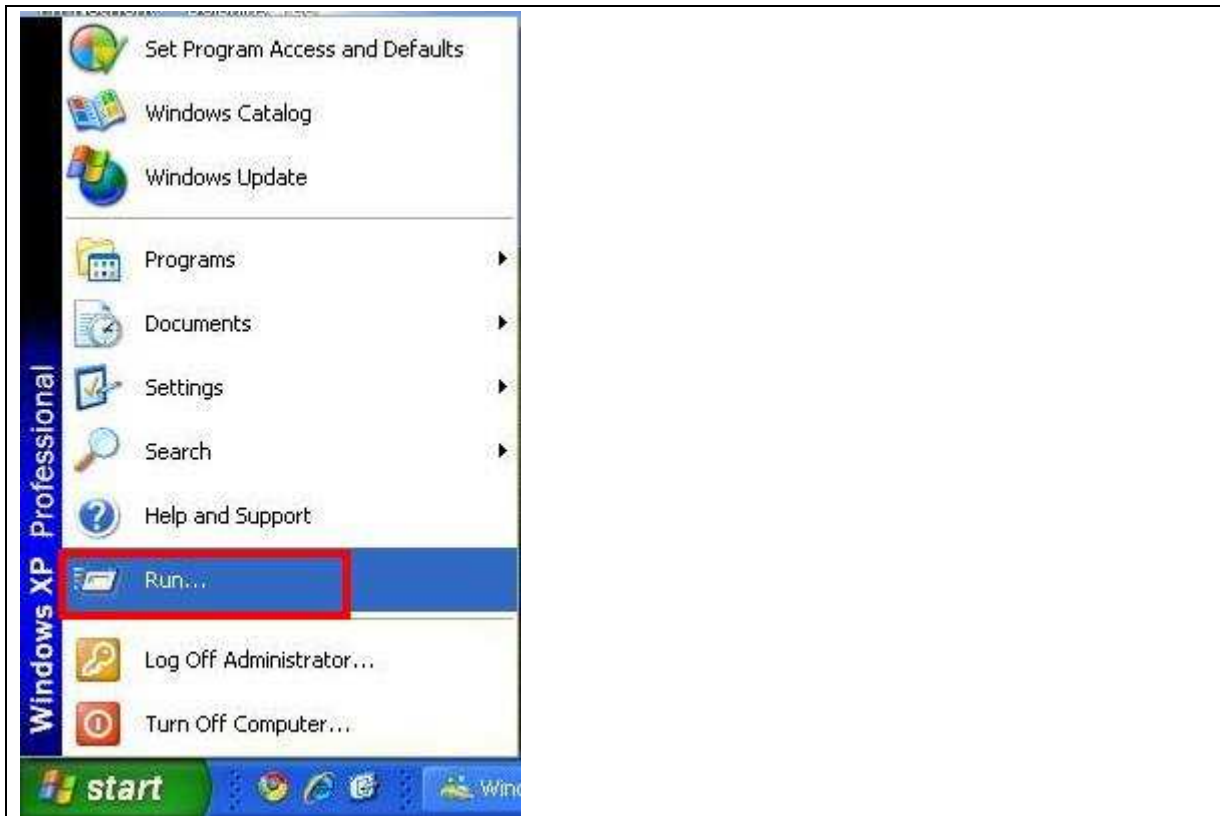 Set Program Access and Defaults
Windows Catalog
Windows Update
Programs
Documents
Settings
Search
Help and Support
Run...
Log Off Administrator...
Turn Off Computer...
Windows XP Professional
start